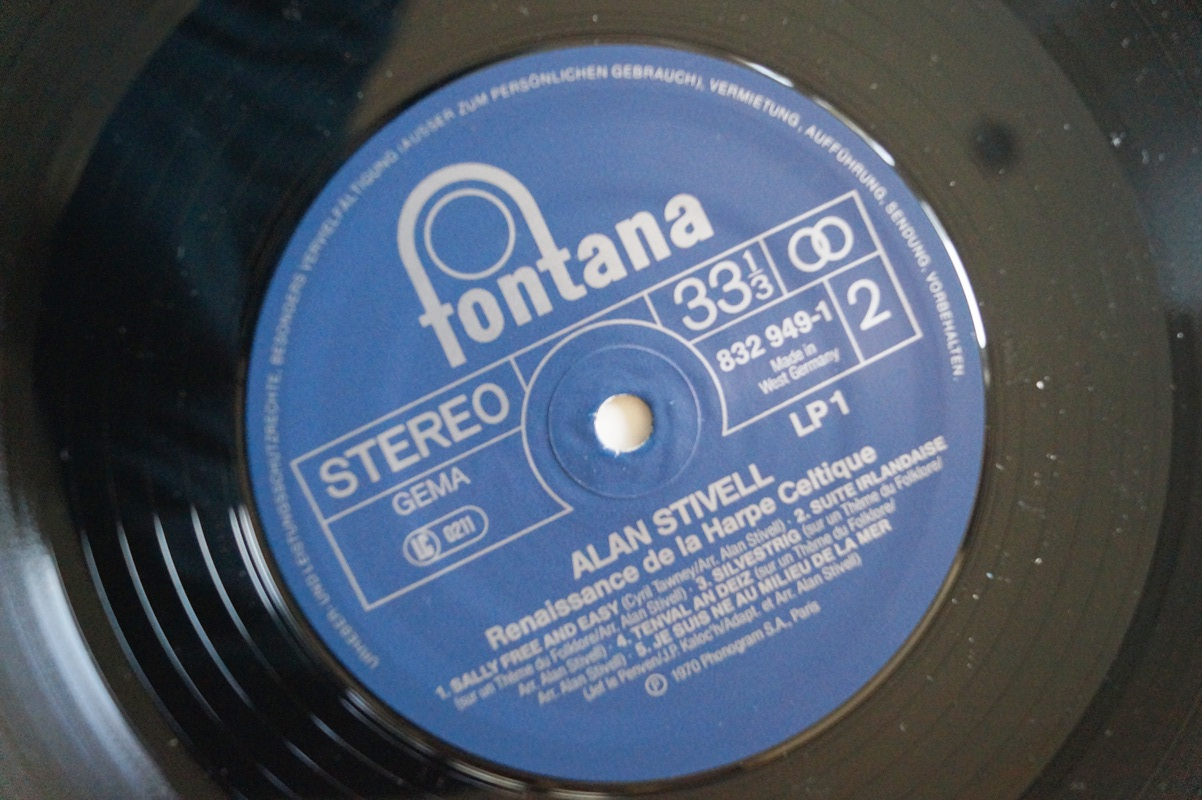 URHEBER- UND LEISTUNGSSCHUTZRECHTE, BESONDERS VERVIELFÄLTIGUNG (AUSSER ZUM PERSÖNLICHEN GEBRAUCH), VERMIETUNG, AUFFÜHRUNG, SENDUNG, VORBEHALTEN.
fontana
33 1/3
STEREO
832 949-1
2
Made in
West Germany
GEMA
LC 0211
LP 1
ALAN STIVELL
Renaissance de la Harpe Celtique
1. SALLY FREE AND EASY (Cyril Tawney/Arr. Alan Stivell) · 2. SUITE IRLANDAISE
(sur un Thème du Folklore/Arr. Alan Stivell) · 3. SILVESTRIG (sur un Thème du Folklore/
Arr. Alan Stivell) · 4. TENVAL AN DEIZ (sur un Thème du Folklore/
Arr. Alan Stivell) · 5. JE SUIS NE AU MILIEU DE LA MER
(Jef le Penven/J.P. Kaloc'h/Adapt. et Arr. Alan Stivell)
Ⓟ 1970 Phonogram S.A., Paris